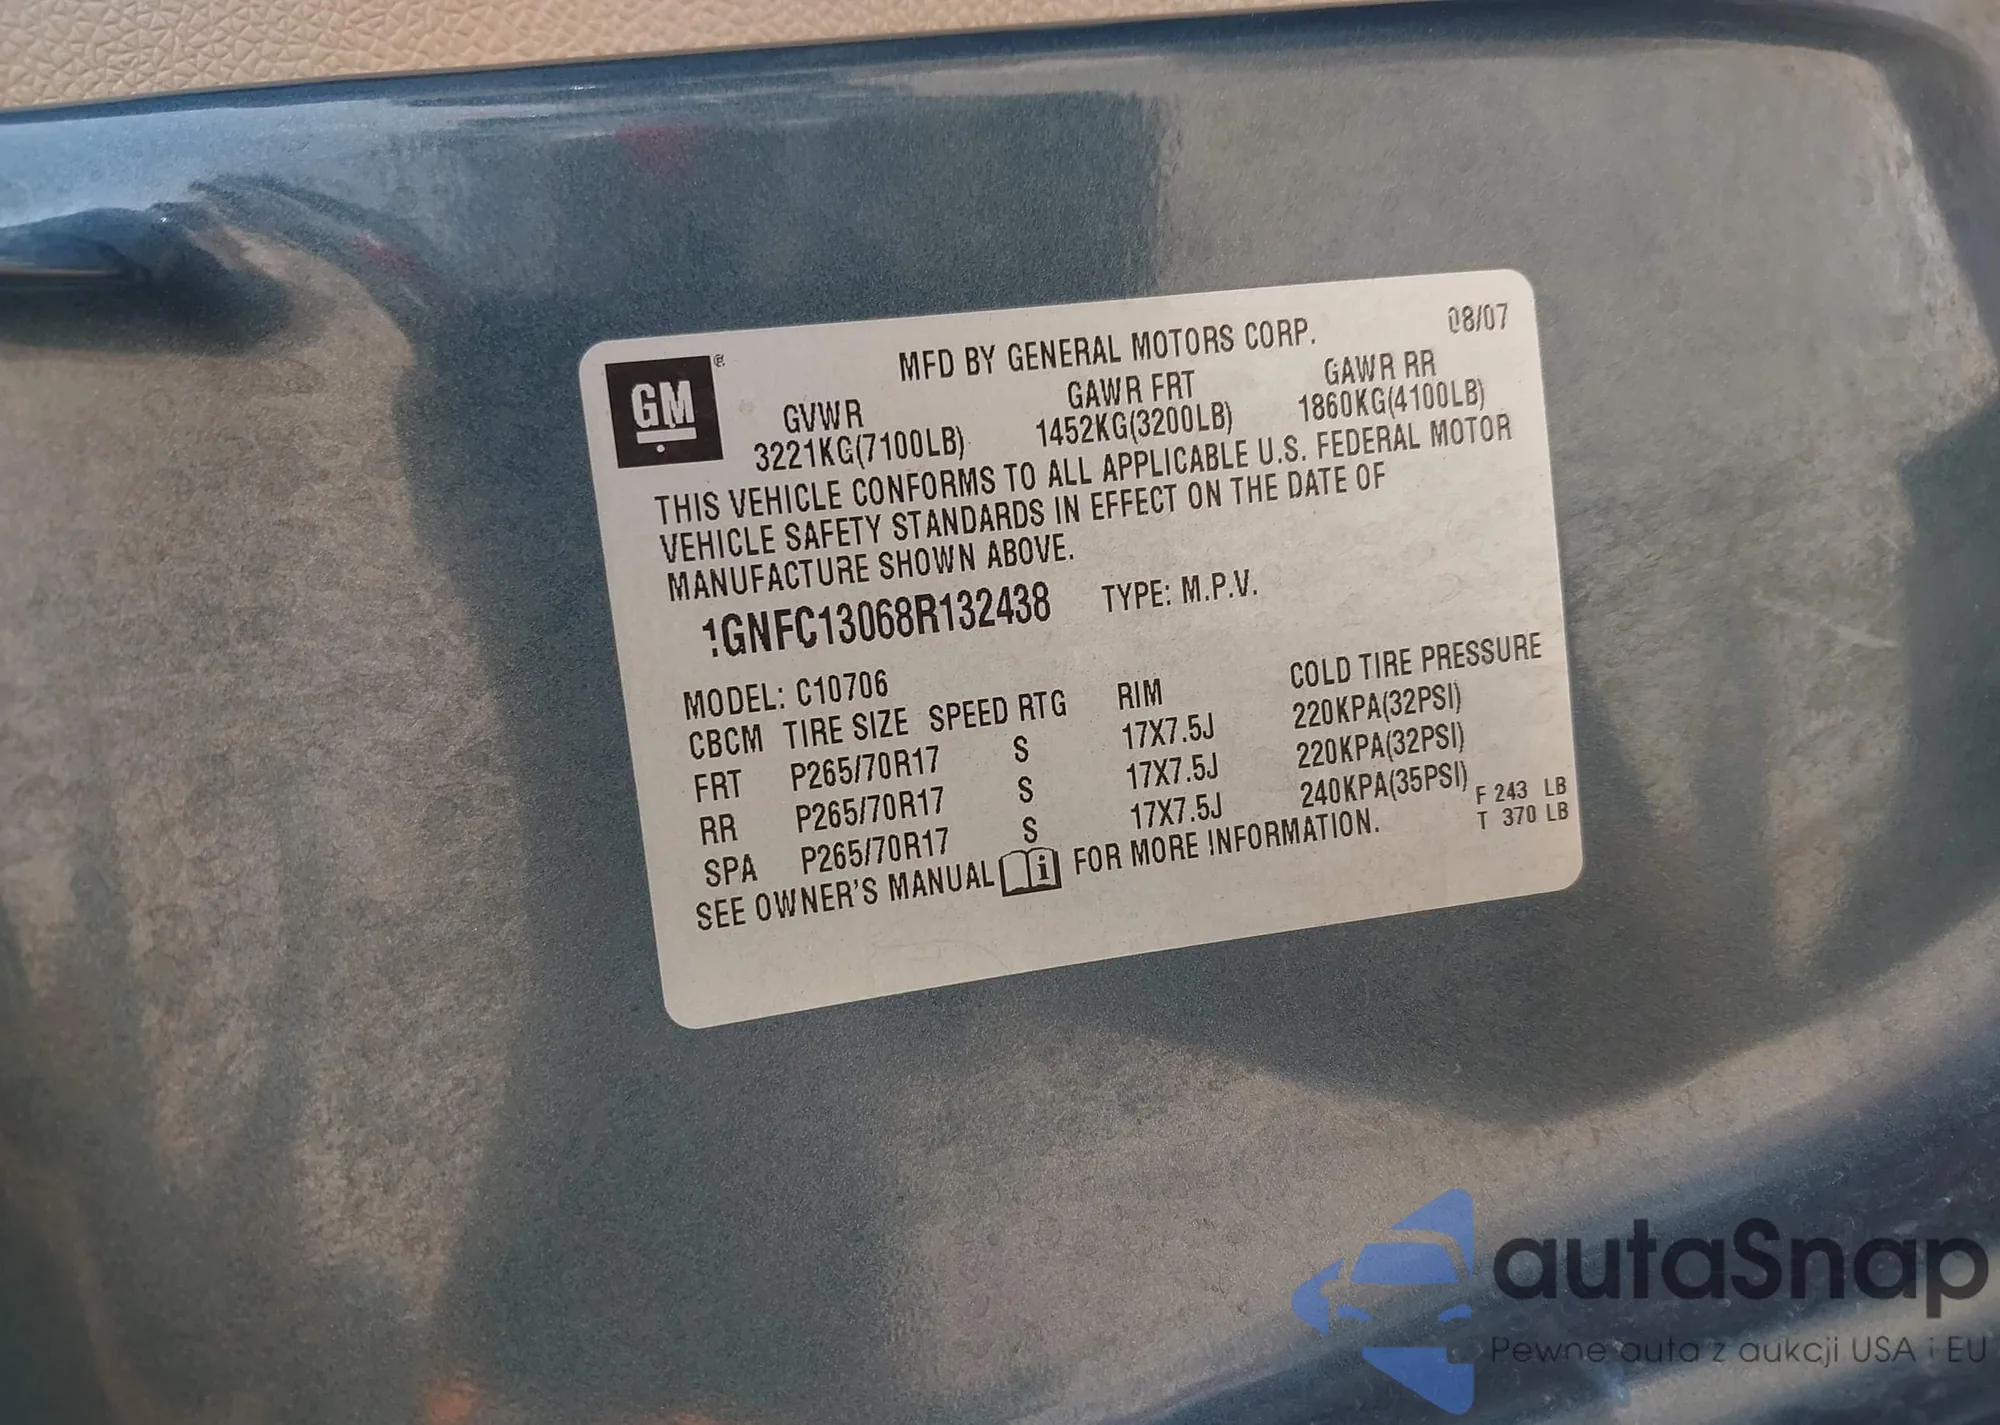 MFD BY GENERAL MOTORS CORP. 08/07
GM ®
GVWR GAWR FRT GAWR RR
3221KG(7100LB) 1452KG(3200LB) 1860KG(4100LB)
THIS VEHICLE CONFORMS TO ALL APPLICABLE U.S. FEDERAL MOTOR
VEHICLE SAFETY STANDARDS IN EFFECT ON THE DATE OF
MANUFACTURE SHOWN ABOVE.
1GNFC13068R132438 TYPE: M.P.V.
MODEL: C10706
CBCM TIRE SIZE SPEED RTG RIM COLD TIRE PRESSURE
FRT P265/70R17 S 17X7.5J 220KPA(32PSI)
RR P265/70R17 S 17X7.5J 220KPA(32PSI)
SPA P265/70R17 S 17X7.5J 240KPA(35PSI)
F 243 LB
T 370 LB
SEE OWNER'S MANUAL i FOR MORE INFORMATION.
autaSnap
Pewne auta z aukcji USA i EU